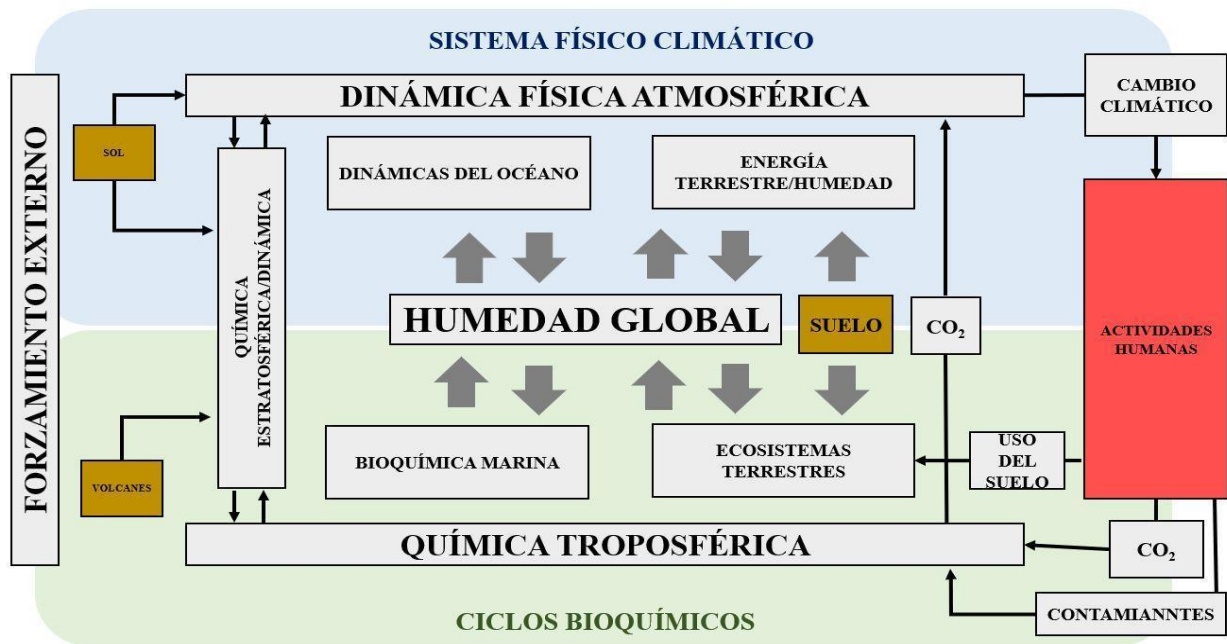 SISTEMA FÍSICO CLIMÁTICO
FORZAMIENTO EXTERNO
DINÁMICA FÍSICA ATMOSFÉRICA
CAMBIO
CLIMÁTICO
SOL
DINÁMICAS DEL OCÉANO
ENERGÍA
TERRESTRE/HUMEDAD
QUÍMICA
ESTRATOSFÉRICA/DINÁMICA
HUMEDAD GLOBAL
SUELO
CO₂
ACTIVIDADES
HUMANAS
VOLCANES
BIOQUÍMICA MARINA
ECOSISTEMAS
TERRESTRES
USO
DEL
SUELO
QUÍMICA TROPOSFÉRICA
CO₂
CONTAMIANNTES
CICLOS BIOQUÍMICOS